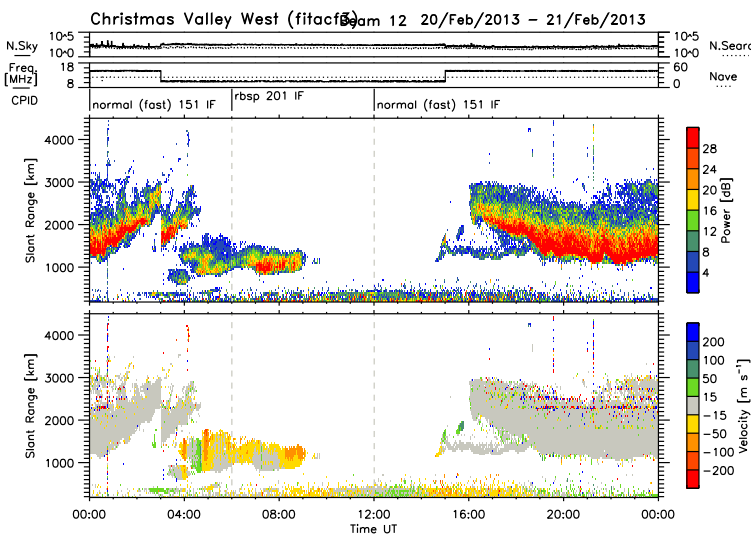 Christmas Valley West (fitacf3) Beam 12 20/Feb/2013 - 21/Feb/2013
N.Sky 10^5 10^0 10^5 10^0 N.Searc
Freq. [MHz] 18 8 60 0 Nave
CPID normal (fast) 151 IF rbsp 201 IF normal (fast) 151 IF
Slant Range [km] 4000 3000 2000 1000
Power [dB] 28 24 20 16 12 8 4
Slant Range [km] 4000 3000 2000 1000
Velocity [m s⁻¹] 200 100 50 15 -15 -50 -100 -200
00:00 04:00 08:00 12:00 16:00 20:00 00:00
Time UT